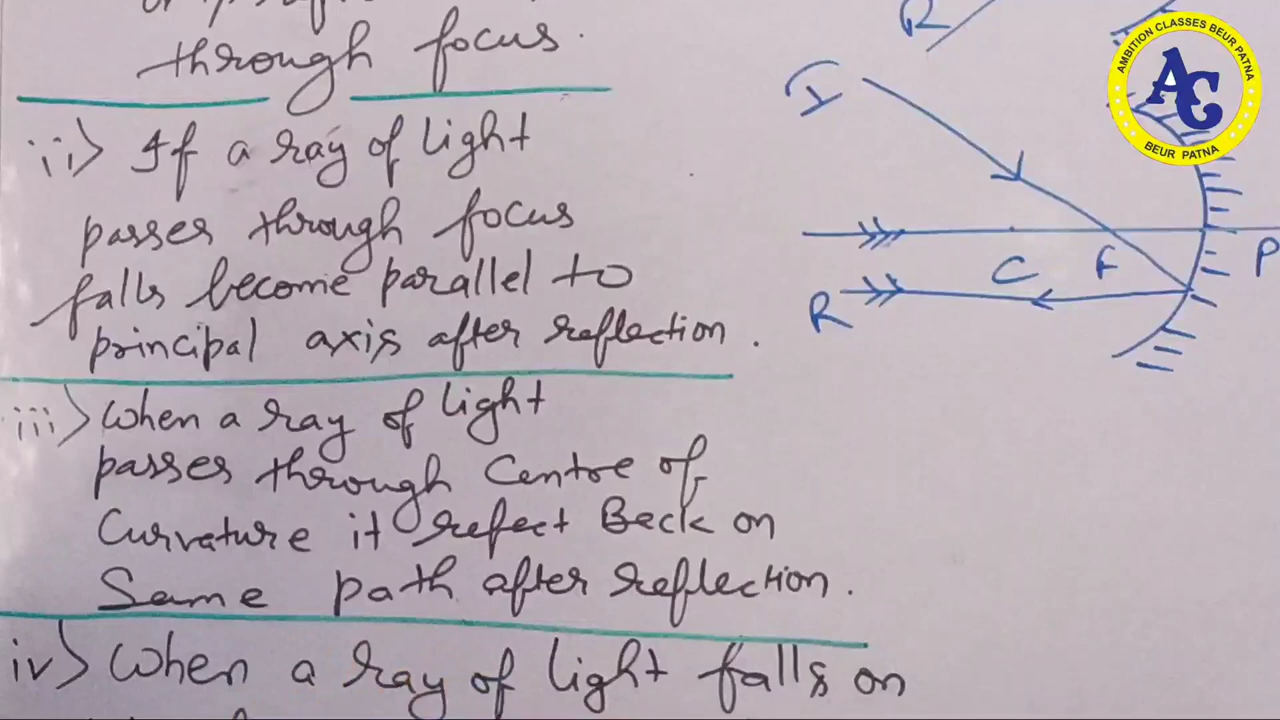 through focus.
ii) If a ray of light
passes through focus
falls become parallel to
principal axis after reflection.
iii) When a ray of light
passes through Centre of
Curvature it refect Beck on
Same path after reflection.
iv) When a ray of light falls on
R
I
C
F
P
R
AMBITION CLASSES BEUR PATNA
AC
BEUR PATNA